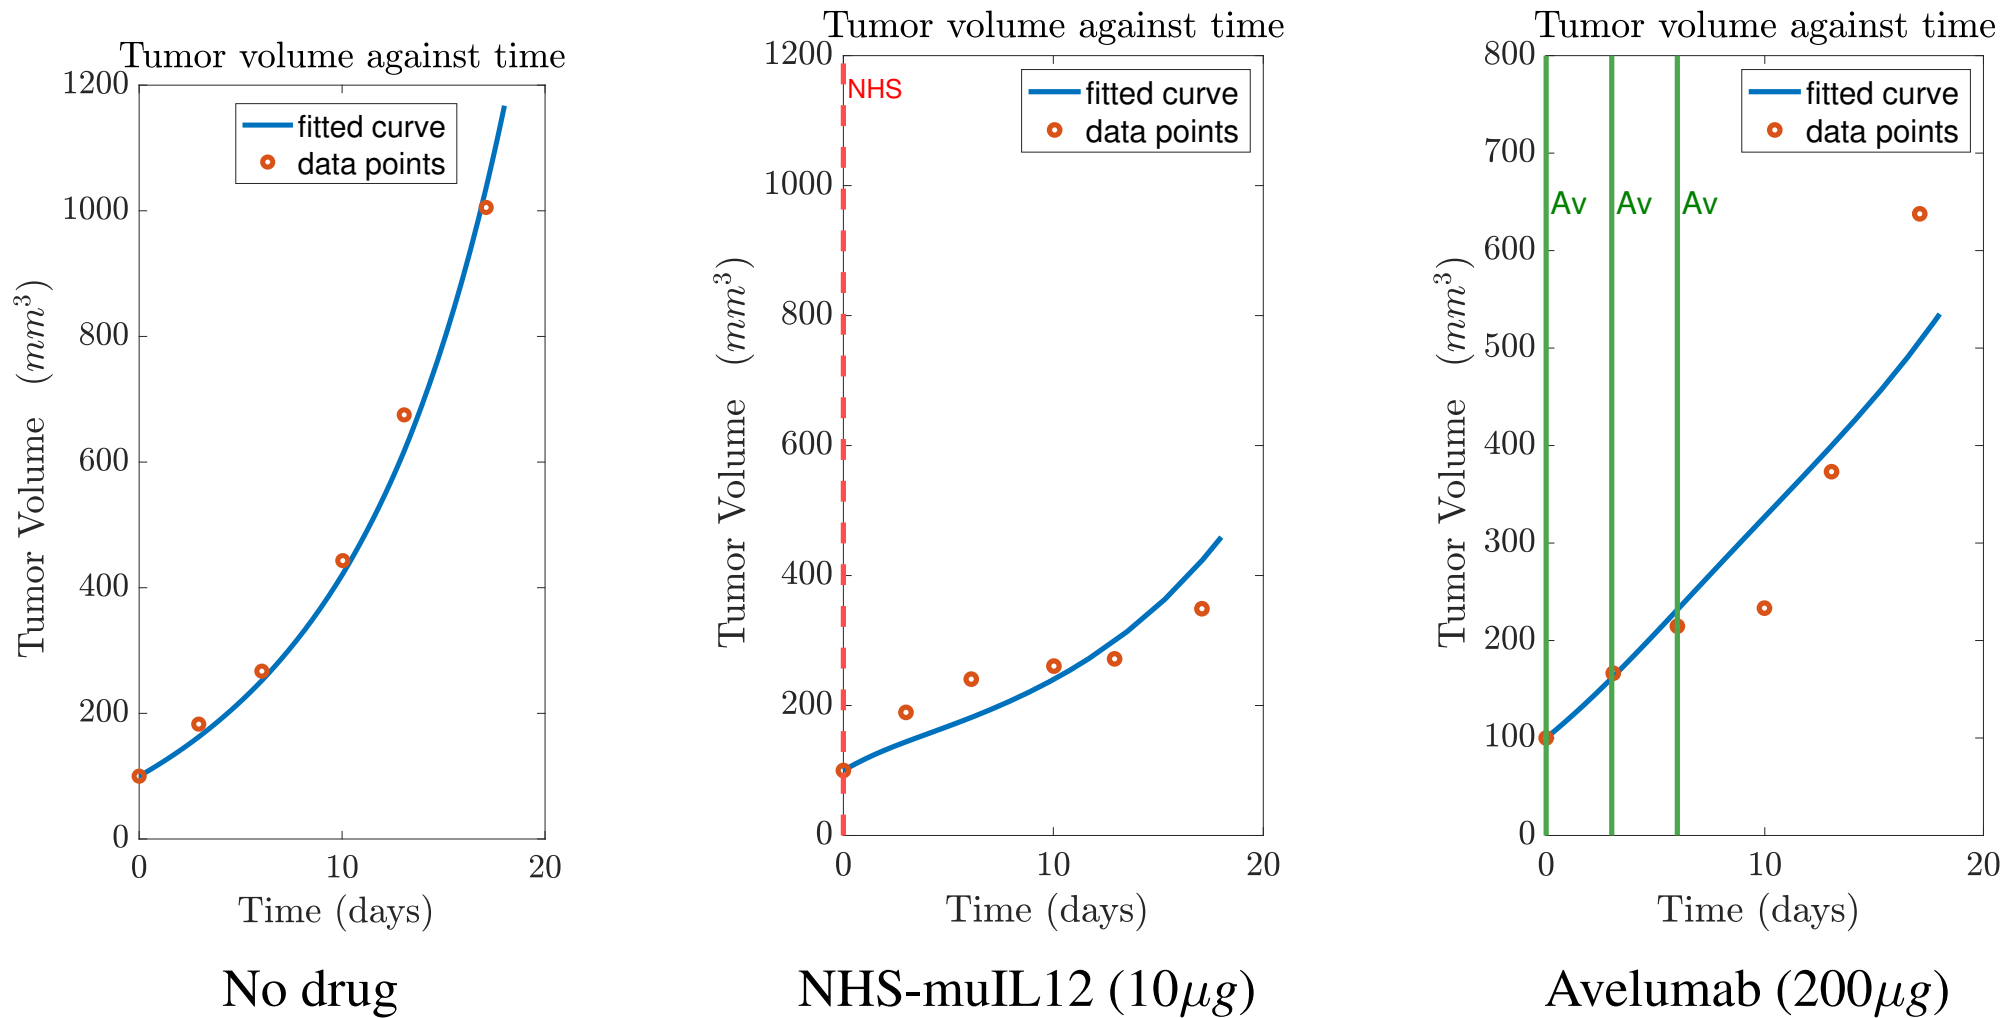 Tumor volume against time
fitted curve
data points
1200
1000
800
600
400
200
0
0 10 20
Tumor Volume (mm³)
Time (days)
No drug
Tumor volume against time
NHS
fitted curve
data points
1200
1000
800
600
400
200
0
0 10 20
Tumor Volume (mm³)
Time (days)
NHS-muIL12 (10μg)
Tumor volume against time
fitted curve
data points
Av Av Av
800
700
600
500
400
300
200
100
0
0 10 20
Tumor Volume (mm³)
Time (days)
Avelumab (200μg)